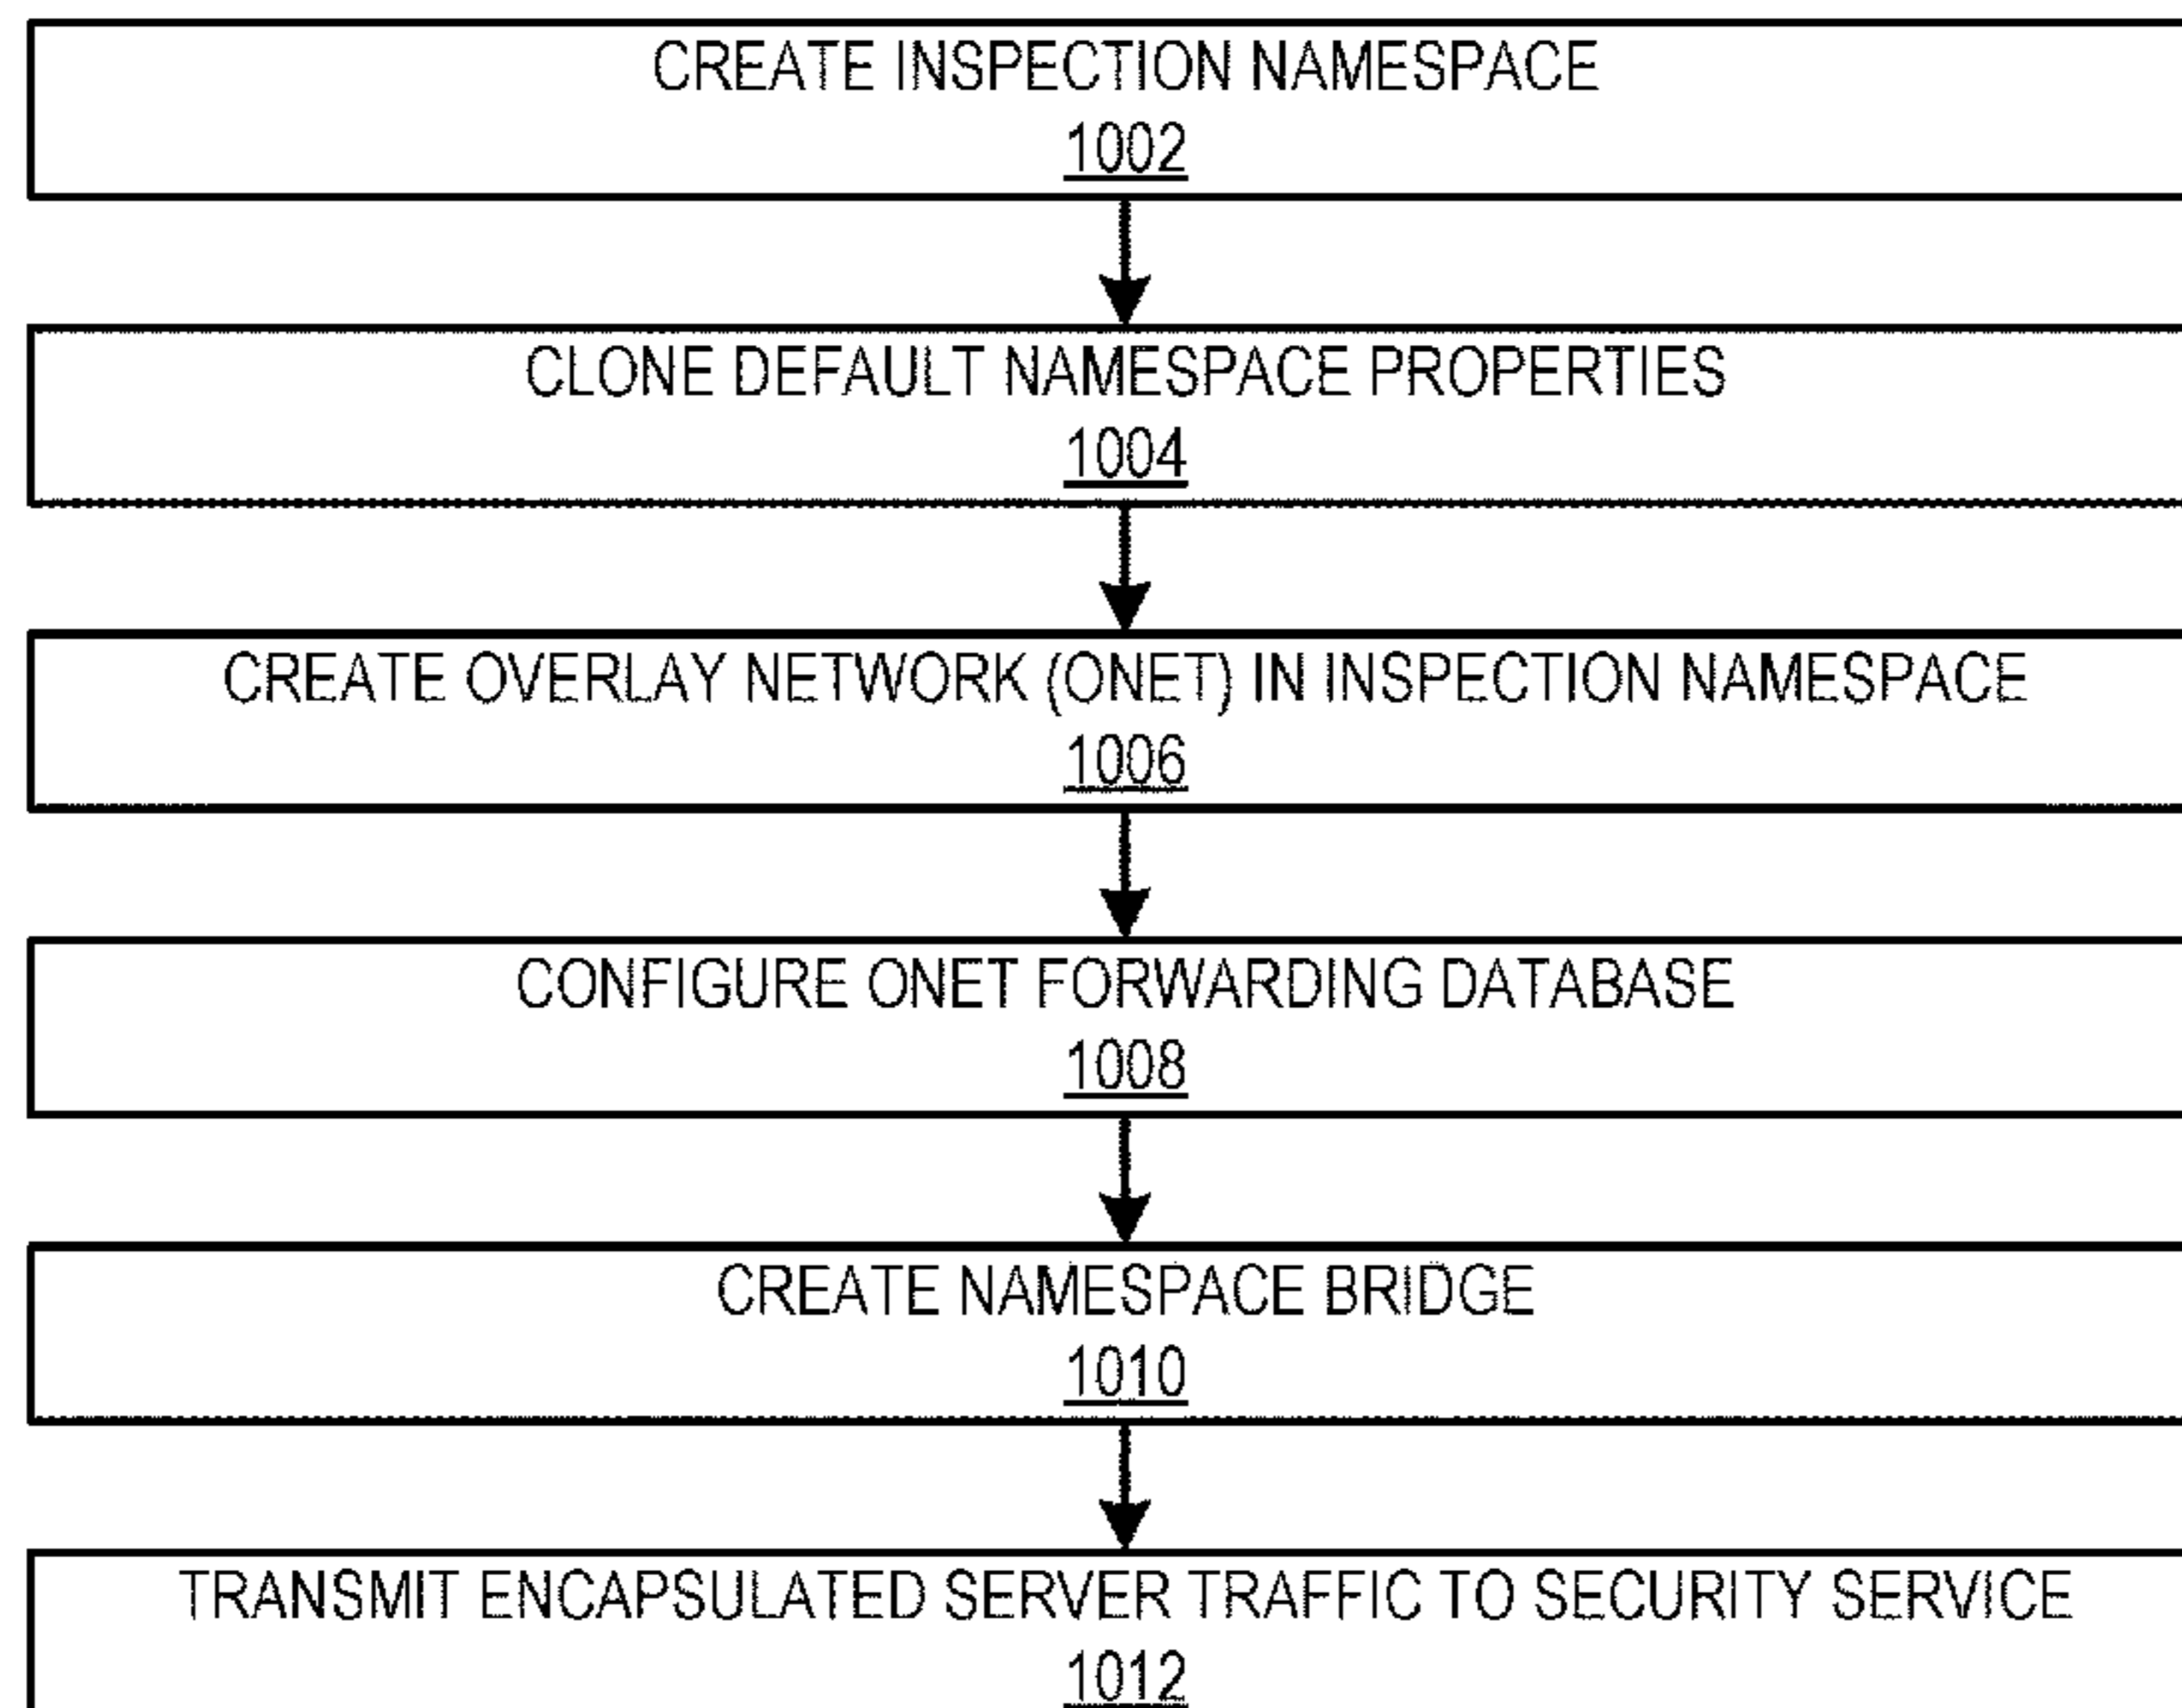 CREATE INSPECTION NAMESPACE
1002
CLONE DEFAULT NAMESPACE PROPERTIES
1004
CREATE OVERLAY NETWORK (ONET) IN INSPECTION NAMESPACE
1006
CONFIGURE ONET FORWARDING DATABASE
1008
CREATE NAMESPACE BRIDGE
1010
TRANSMIT ENCAPSULATED SERVER TRAFFIC TO SECURITY SERVICE
1012